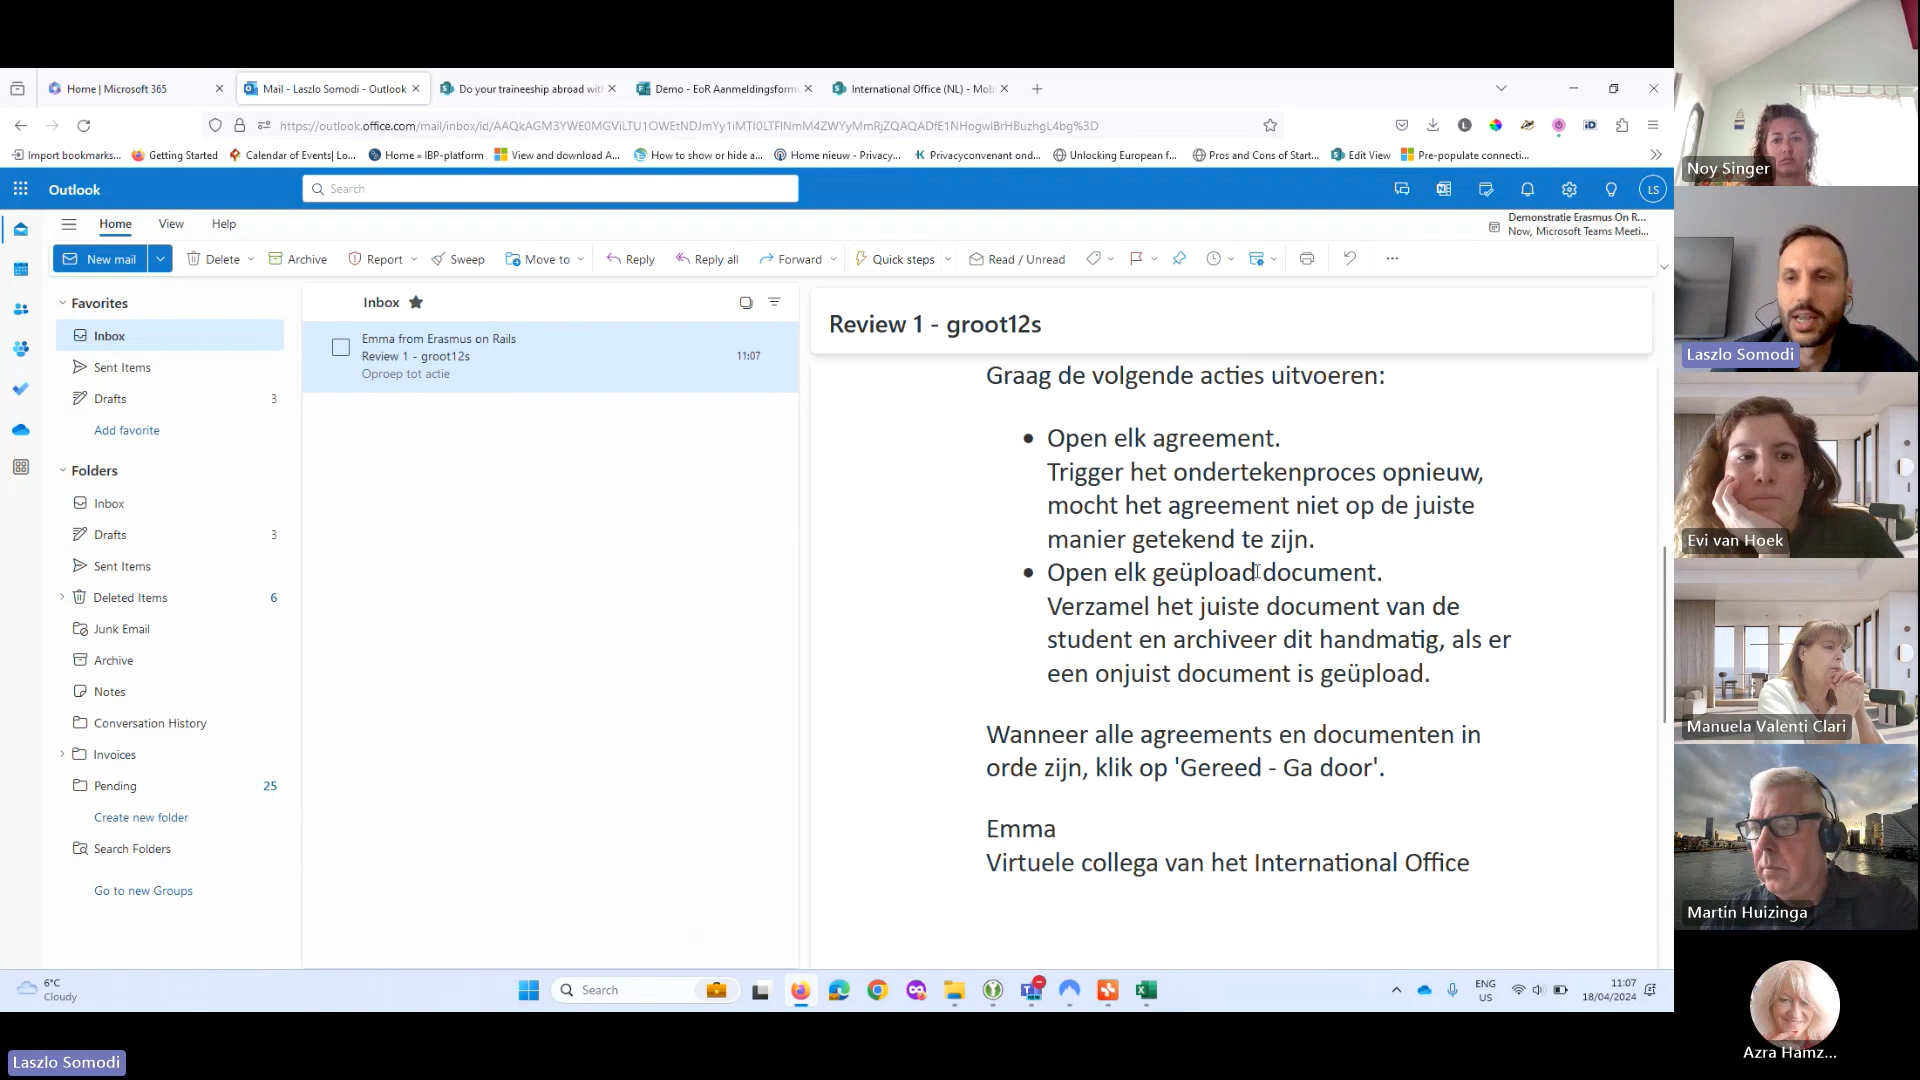 Home | Microsoft 365
Mail - Laszlo Somodi - Outlook
Do your traineeship abroad wit
Demo - EoR Aanmeldingsform
International Office (NL) - Mob
https://outlook.office.com/mail/inbox/id/AAQkAGM3YWE0MGViLTU1OWEtNDJmYy1iMTI0LTFlNmM4ZWYyMmRjZQAQADfE1NHogwlBrHBuzhgL4bg%3D
Import bookmarks...
Getting Started
Calendar of Events| Lo...
Home » IBP-platform
View and download A...
How to show or hide a...
Home nieuw - Privacy...
Privacyconvenant ond...
Unlocking European f...
Pros and Cons of Start...
Edit View
Pre-populate connecti...
Outlook
Search
LS
Home
View
Help
Demonstratie Erasmus On R...
Now, Microsoft Teams Meeti...
New mail
Delete
Archive
Report
Sweep
Move to
Reply
Reply all
Forward
Quick steps
Read / Unread
Favorites
Inbox
Sent Items
Drafts 3
Add favorite
Folders
Inbox
Drafts 3
Sent Items
Deleted Items 6
Junk Email
Archive
Notes
Conversation History
Invoices
Pending 25
Create new folder
Search Folders
Go to new Groups
Inbox
Emma from Erasmus on Rails
Review 1 - groot12s 11:07
Oproep tot actie
Review 1 - groot12s
Graag de volgende acties uitvoeren:
• Open elk agreement.
Trigger het ondertekenproces opnieuw,
mocht het agreement niet op de juiste
manier getekend te zijn.
• Open elk geüpload document.
Verzamel het juiste document van de
student en archiveer dit handmatig, als er
een onjuist document is geüpload.
Wanneer alle agreements en documenten in
orde zijn, klik op 'Gereed - Ga door'.
Emma
Virtuele collega van het International Office
6°C
Cloudy
Search
ENG
US
11:07
18/04/2024
Noy Singer
Laszlo Somodi
Evi van Hoek
Manuela Valenti Clari
Martin Huizinga
Azra Hamz...
Laszlo Somodi